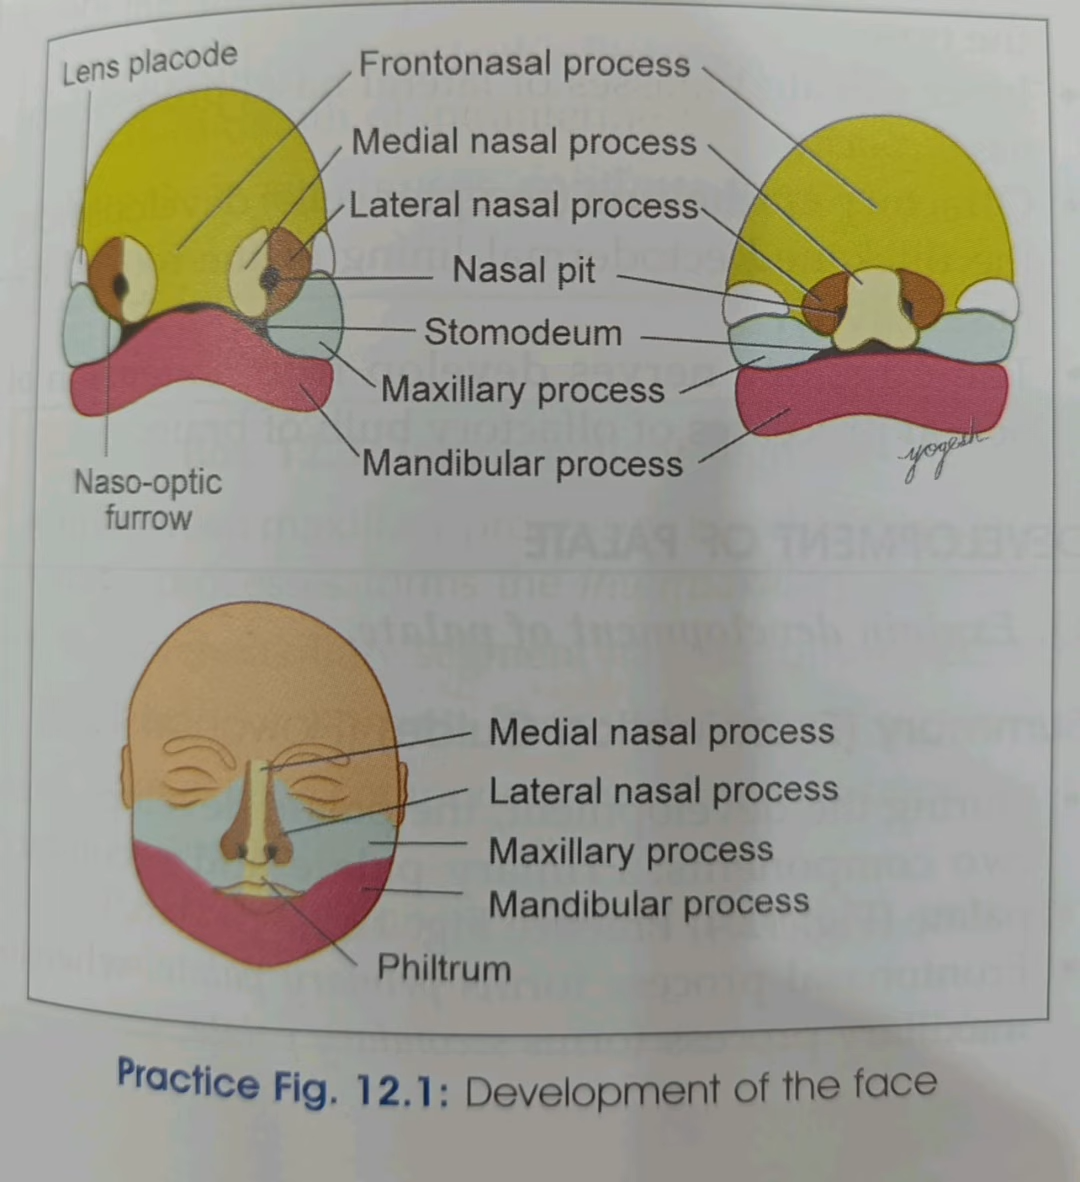 Lens placode
Frontonasal process
Medial nasal process
Lateral nasal process
Nasal pit
Stomodeum
Maxillary process
Mandibular process
yogesh
Naso-optic
furrow
Medial nasal process
Lateral nasal process
Maxillary process
Mandibular process
Philtrum
Practice Fig. 12.1: Development of the face